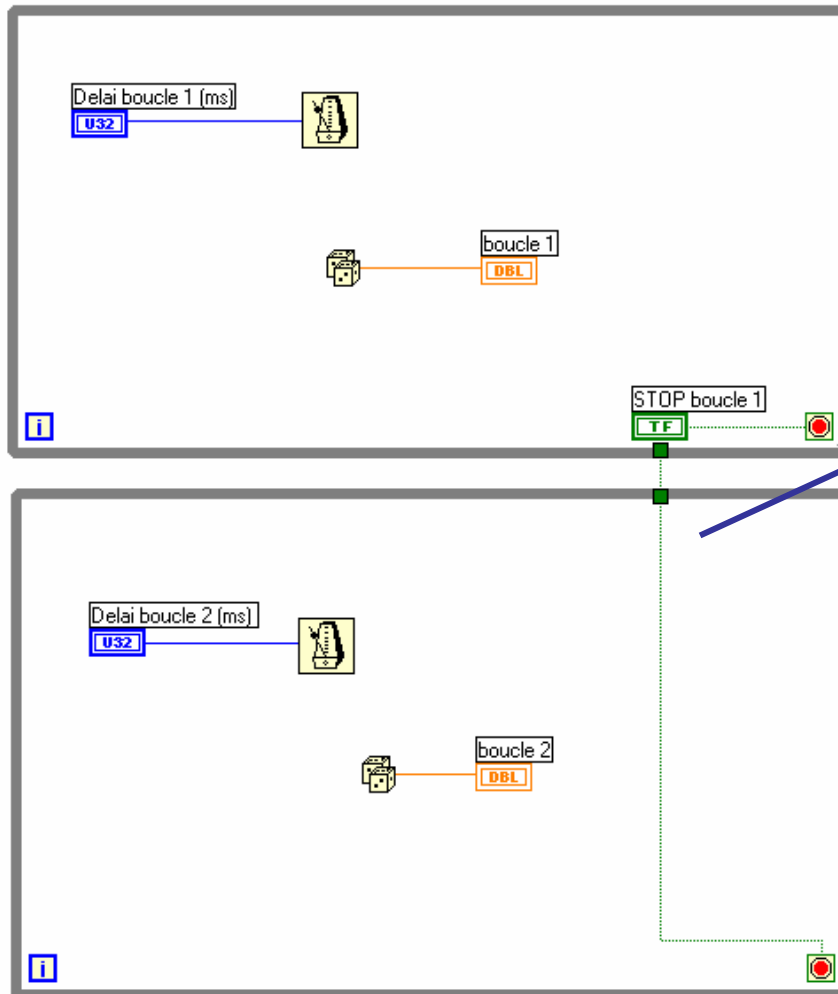 Delai boucle 1 (ms)
U32
boucle 1
DBL
STOP boucle 1
TF
i
Delai boucle 2 (ms)
U32
boucle 2
DBL
i